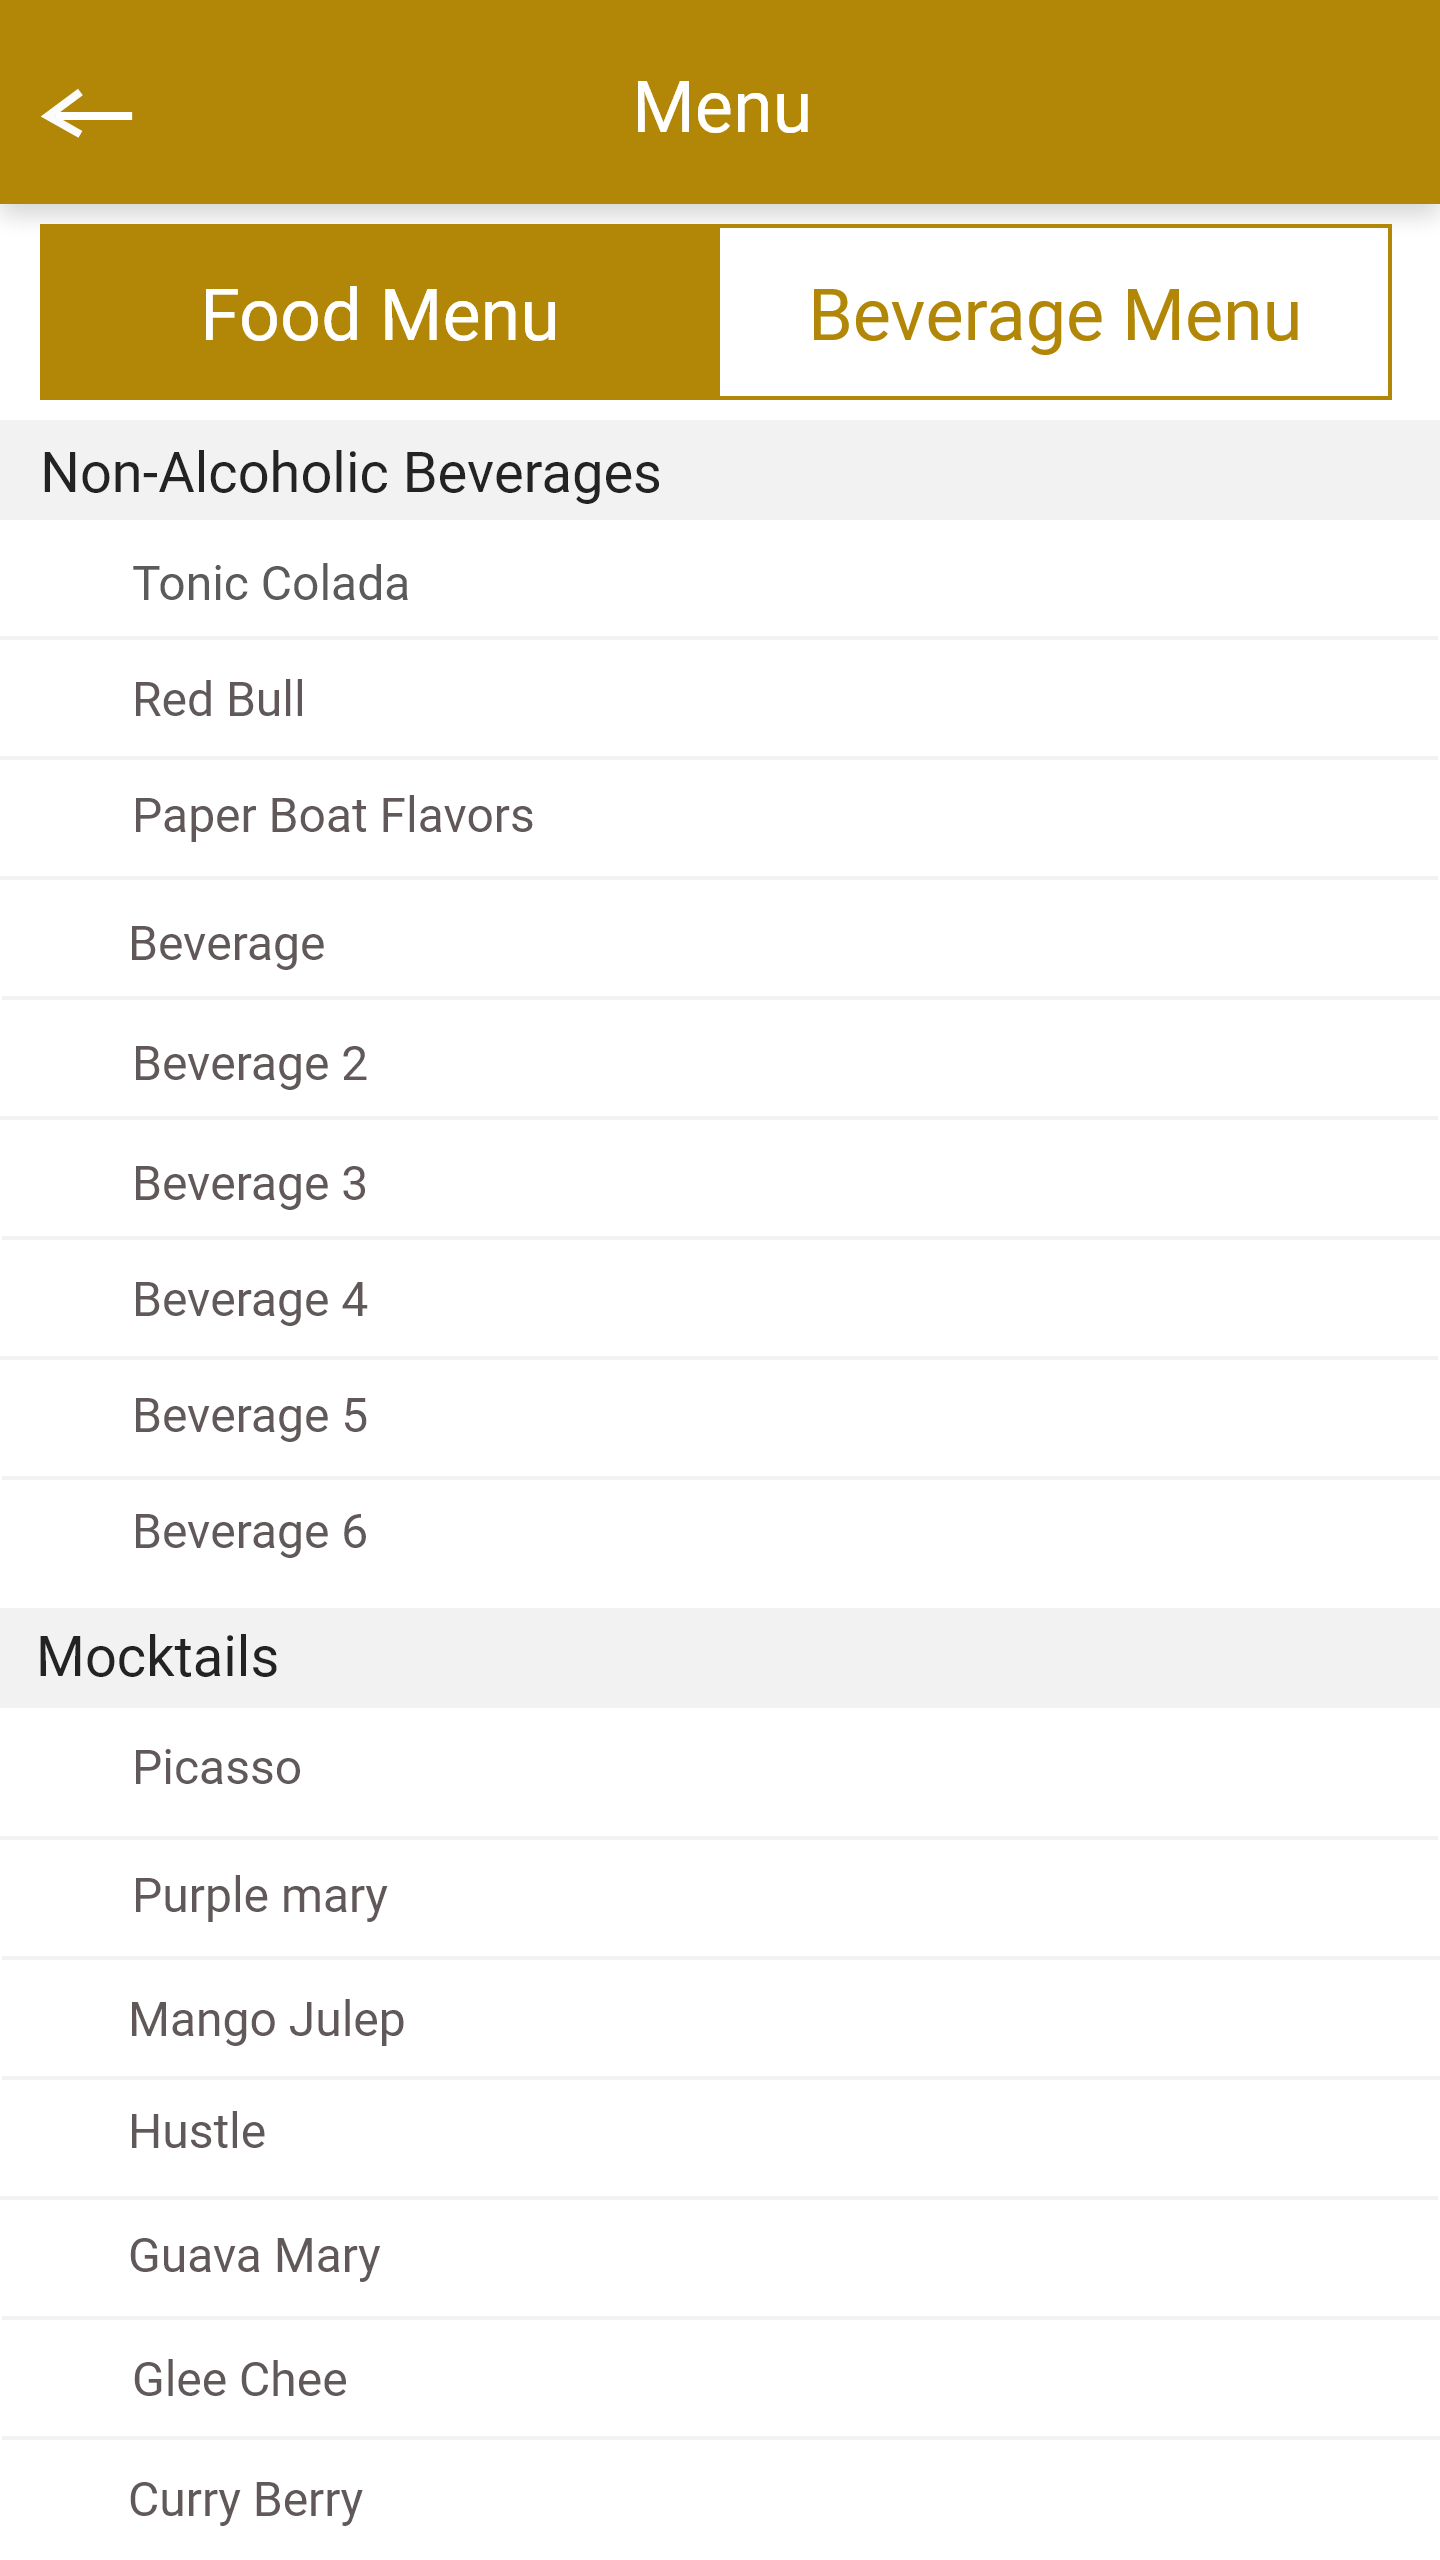 Menu
Food Menu
Beverage Menu
Non-Alcoholic Beverages
Tonic Colada
Red Bull
Paper Boat Flavors
Beverage
Beverage 2
Beverage 3
Beverage 4
Beverage 5
Beverage 6
Mocktails
Picasso
Purple mary
Mango Julep
Hustle
Guava Mary
Glee Chee
Curry Berry